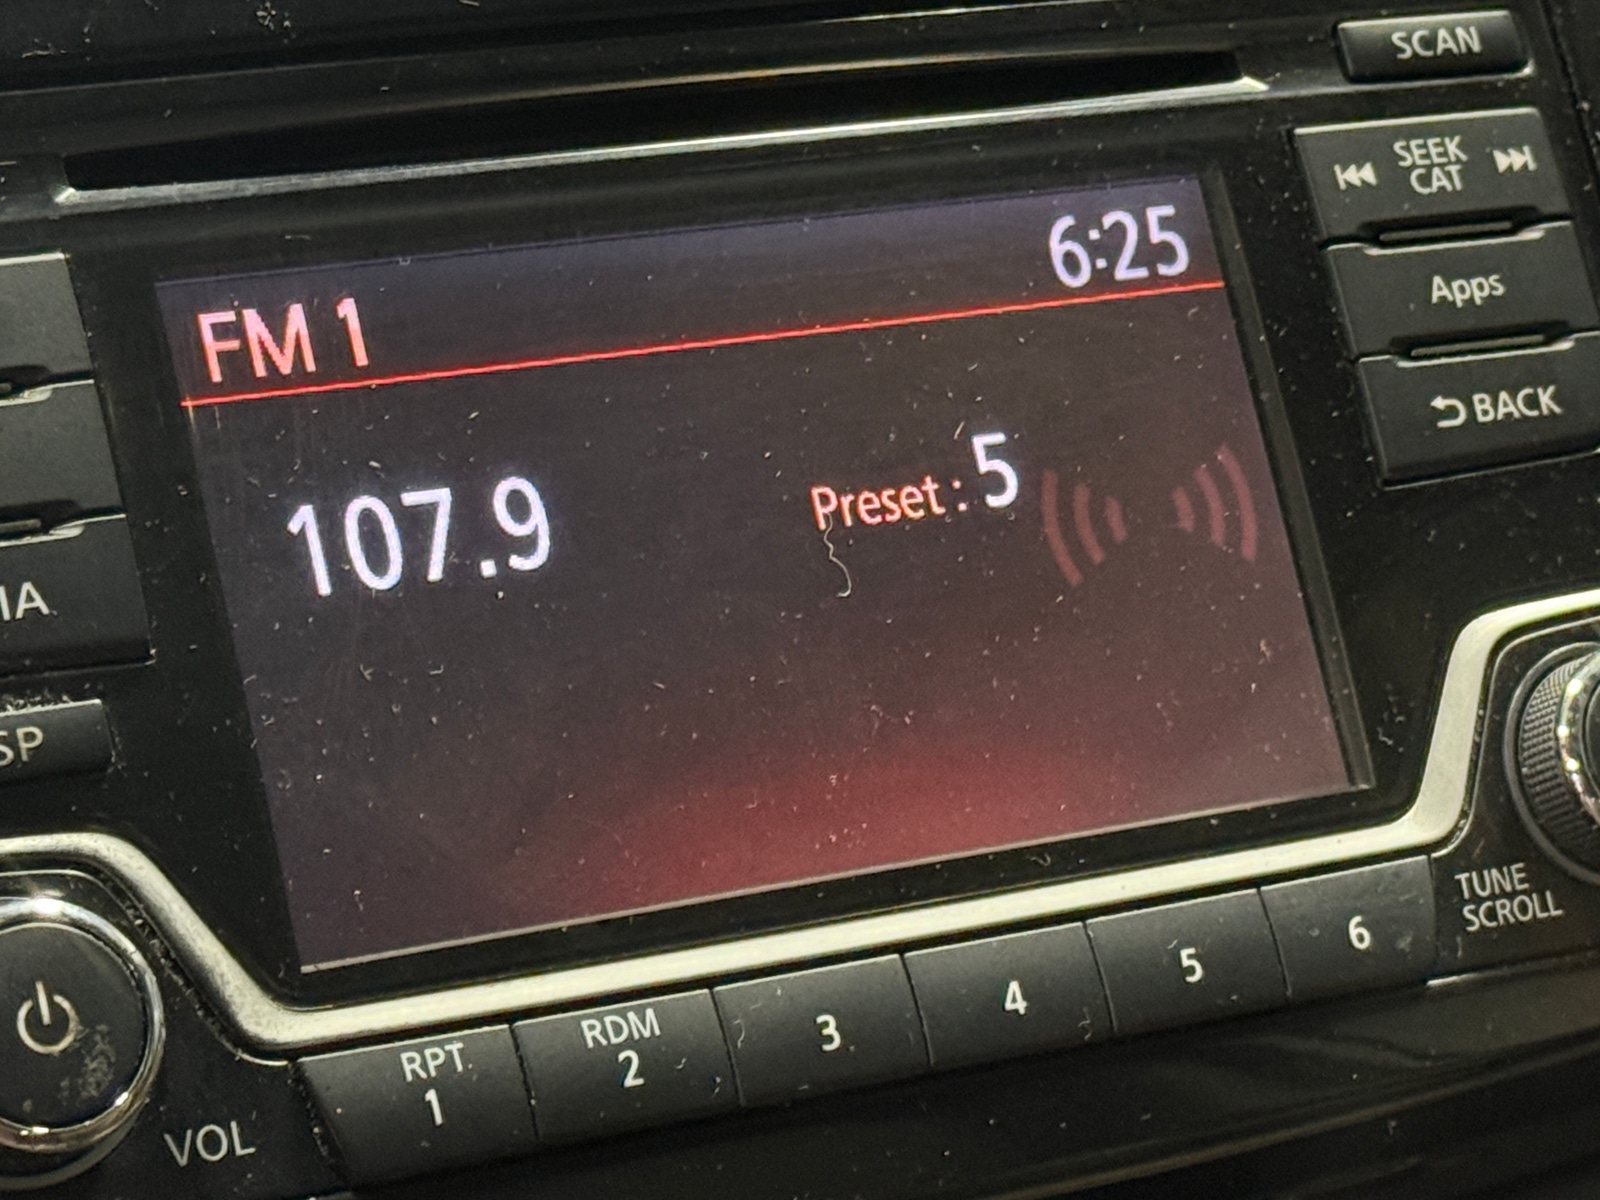 SCAN
SEEK
CAT
Apps
BACK
6:25
FM 1
107.9
Preset : 5
IA
SP
TUNE
SCROLL
RPT
1
RDM
2
3
4
5
6
VOL